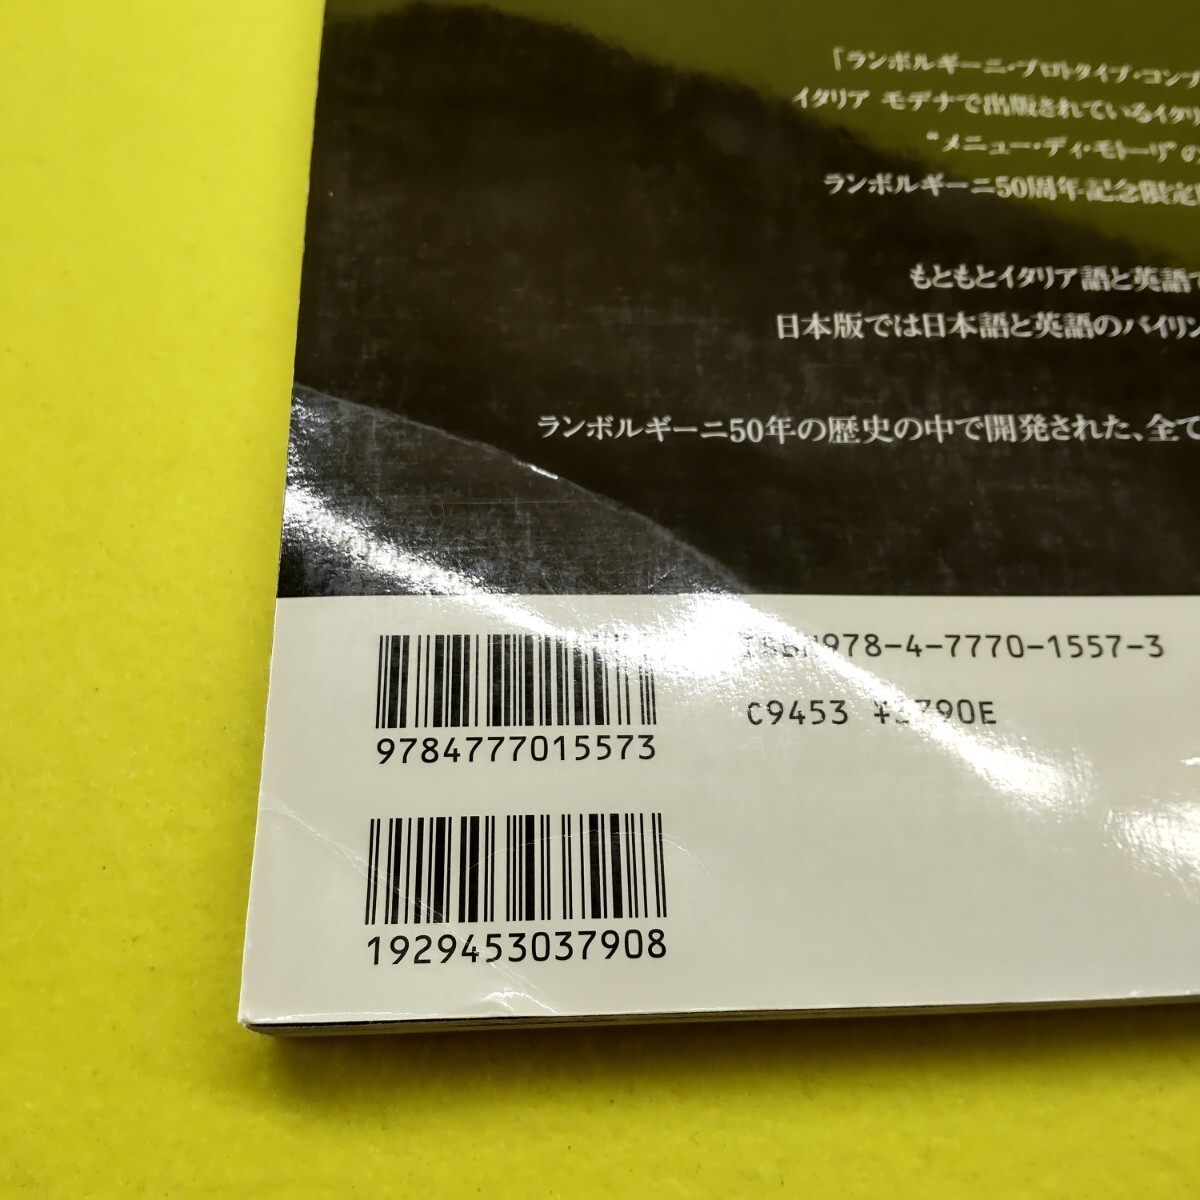 「ランボルギーニ・プロトタイプ・コンプ
イタリア モデナで出版されているイタリ
“メニュー・ディ・モトーリ”の
ランボルギーニ50周年記念限定
もともとイタリア語と英語で
日本版では日本語と英語のバイリン
ランボルギーニ50年の歴史の中で開発された、全て
ISBN978-4-7770-1557-3
C9453 ¥3790E
9784777015573
1929453037908